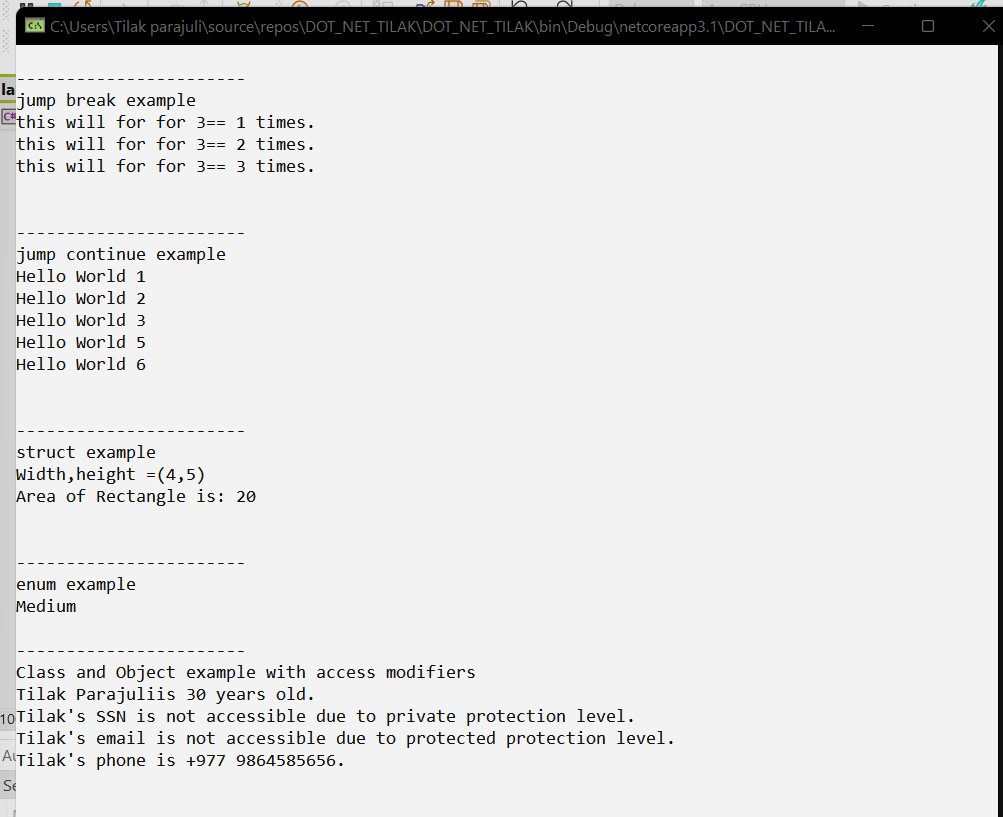 C:\Users\Tilak parajuli\source\repos\DOT_NET_TILAK\DOT_NET_TILAK\bin\Debug\netcoreapp3.1\DOT_NET_TILA...
-----------------------
jump break example
this will for for 3== 1 times.
this will for for 3== 2 times.
this will for for 3== 3 times.
-----------------------
jump continue example
Hello World 1
Hello World 2
Hello World 3
Hello World 5
Hello World 6
-----------------------
struct example
Width,height =(4,5)
Area of Rectangle is: 20
-----------------------
enum example
Medium
-----------------------
Class and Object example with access modifiers
Tilak Parajuliis 30 years old.
Tilak's SSN is not accessible due to private protection level.
Tilak's email is not accessible due to protected protection level.
Tilak's phone is +977 9864585656.
la
C#
10
Au
Se